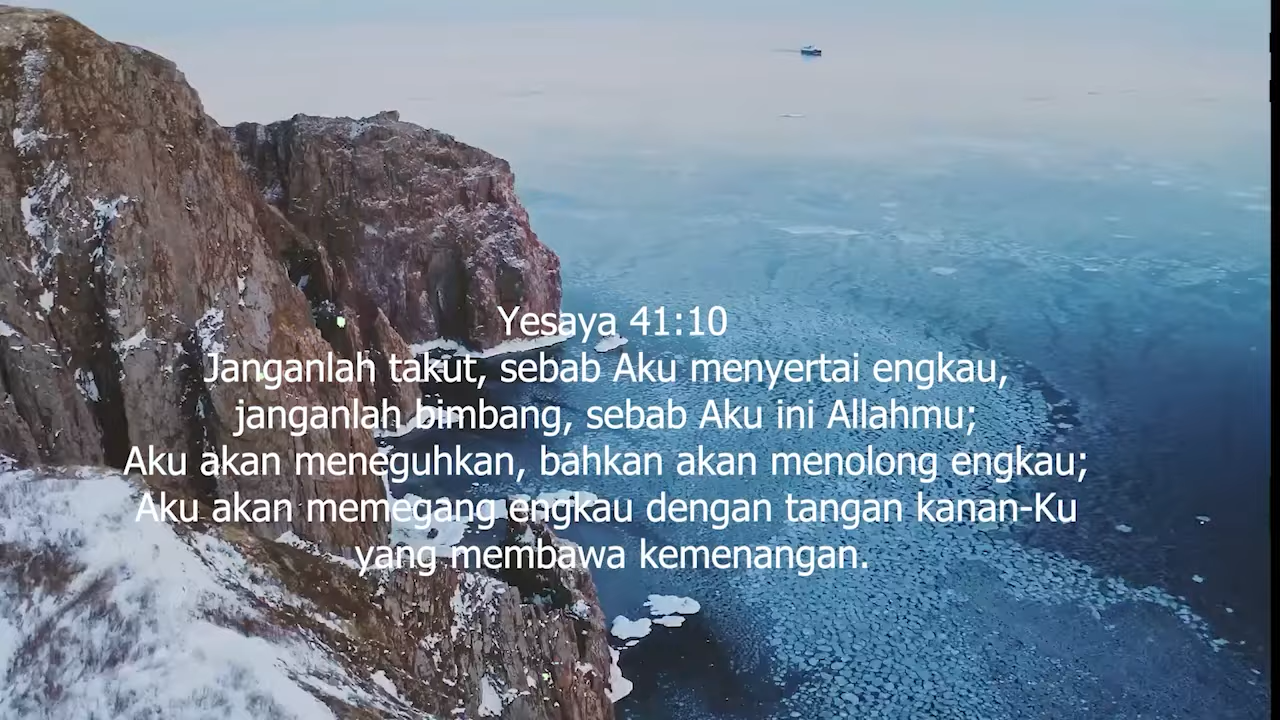 Yesaya 41:10
Janganlah takut, sebab Aku menyertai engkau,
janganlah bimbang, sebab Aku ini Allahmu;
Aku akan meneguhkan, bahkan akan menolong engkau;
Aku akan memegang engkau dengan tangan kanan-Ku
yang membawa kemenangan.